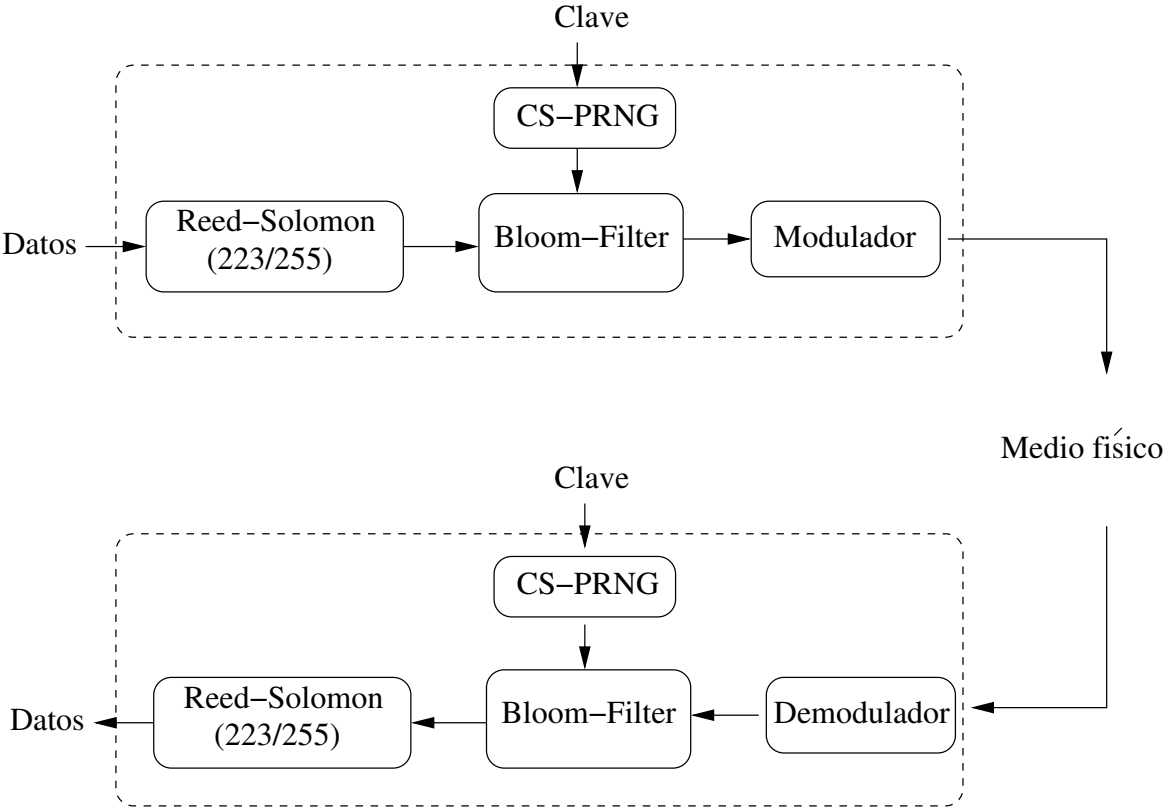 Clave
CS−PRNG
Reed−Solomon
(223/255)
Datos
Bloom−Filter
Modulador
Medio físico
Clave
CS−PRNG
Reed−Solomon
(223/255)
Datos
Bloom−Filter
Demodulador